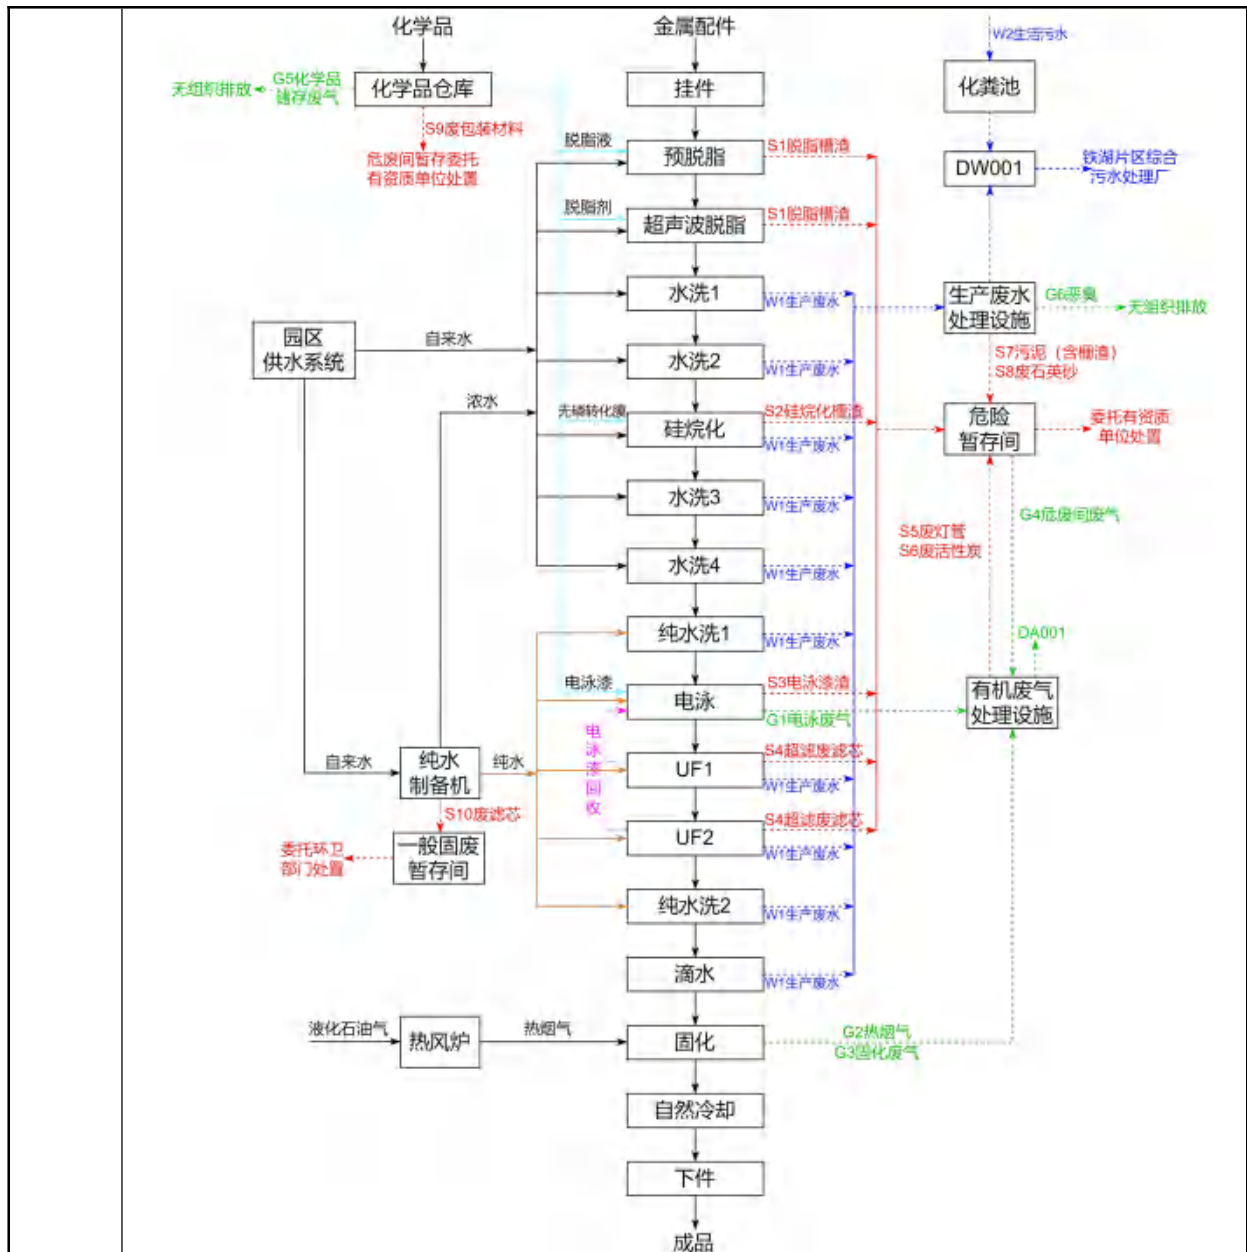 化学品
金属配件
W2生活污水
G5化学品
储存废气
无组织排放
化学品仓库
挂件
化粪池
S9废包装材料
危废间暂存委托
有资质单位处置
脱脂液
预脱脂
S1脱脂槽渣
DW001
铁湖片区综合
污水处理厂
脱脂剂
超声波脱脂
S1脱脂槽渣
水洗1
W1生产废水
生产废水
处理设施
G6恶臭
无组织排放
园区
供水系统
自来水
水洗2
W1生产废水
S7污泥（含栅渣）
S8废石英砂
浓水
无磷转化膜
硅烷化
S2硅烷化槽渣
W1生产废水
危险
暂存间
委托有资质
单位处置
水洗3
W1生产废水
G4危废间废气
S5废灯管
S6废活性炭
水洗4
W1生产废水
纯水洗1
W1生产废水
DA001
电泳漆
电泳
S3电泳漆渣
G1电泳废气
有机废气
处理设施
电泳漆回收
自来水
纯水
制备机
纯水
UF1
S4超滤废滤芯
W1生产废水
S10废滤芯
UF2
S4超滤废滤芯
W1生产废水
委托环卫
部门处置
一般固废
暂存间
纯水洗2
W1生产废水
滴水
W1生产废水
液化石油气
热风炉
热烟气
固化
G2热烟气
G3固化废气
自然冷却
下件
成品